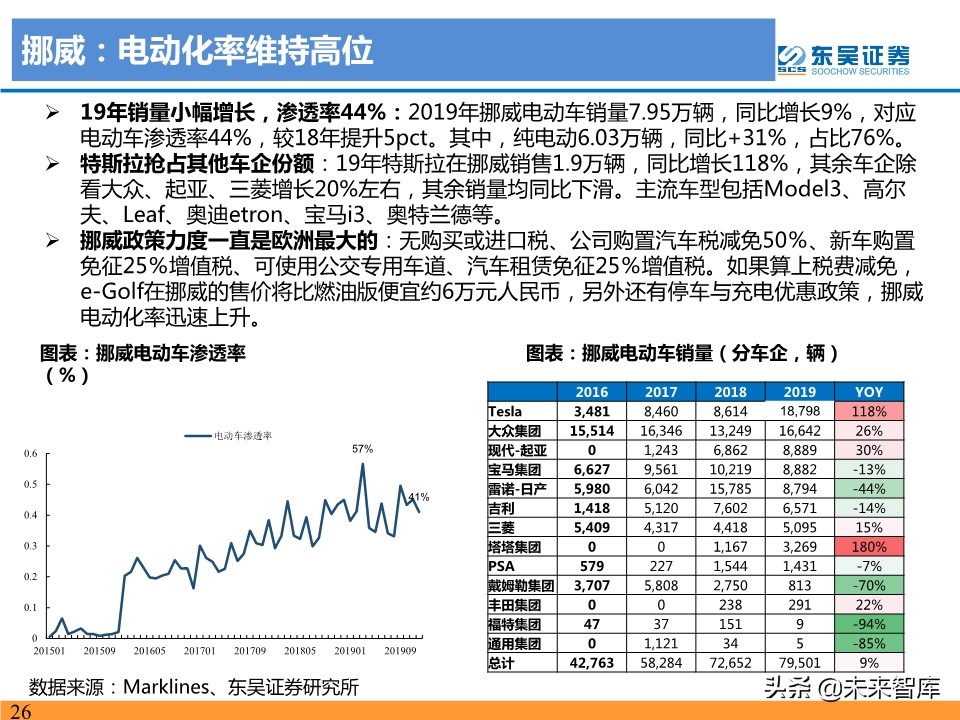 挪威：电动化率维持高位
东吴证券
SCS
SOOCHOW SECURITIES
➢ 19年销量小幅增长，渗透率44%：2019年挪威电动车销量7.95万辆，同比增长9%，对应
电动车渗透率44%，较18年提升5pct。其中，纯电动6.03万辆，同比+31%，占比76%。
➢ 特斯拉抢占其他车企份额：19年特斯拉在挪威销售1.9万辆，同比增长118%，其余车企除
看大众、起亚、三菱增长20%左右，其余销量均同比下滑。主流车型包括Model3、高尔
夫、Leaf、奥迪etron、宝马i3、奥特兰德等。
➢ 挪威政策力度一直是欧洲最大的：无购买或进口税、公司购置汽车税减免50%、新车购置
免征25%增值税、可使用公交专用车道、汽车租赁免征25%增值税。如果算上税费减免，
e-Golf在挪威的售价将比燃油版便宜约6万元人民币，另外还有停车与充电优惠政策，挪威
电动化率迅速上升。
图表：挪威电动车渗透率
（%）
电动车渗透率
57%
41%
0.6
0.5
0.4
0.3
0.2
0.1
0
201501 201509 201605 201701 201709 201805 201901 201909
图表：挪威电动车销量（分车企，辆）
2016 2017 2018 2019 YOY
Tesla 3,481 8,460 8,614 18,798 118%
大众集团 15,514 16,346 13,249 16,642 26%
现代-起亚 0 1,243 6,862 8,889 30%
宝马集团 6,627 9,561 10,219 8,882 -13%
雷诺-日产 5,980 6,042 15,785 8,794 -44%
吉利 1,418 5,120 7,602 6,571 -14%
三菱 5,409 4,317 4,418 5,095 15%
塔塔集团 0 0 1,167 3,269 180%
PSA 579 227 1,544 1,431 -7%
戴姆勒集团 3,707 5,808 2,750 813 -70%
丰田集团 0 0 238 291 22%
福特集团 47 37 151 9 -94%
通用集团 0 1,121 34 5 -85%
总计 42,763 58,284 72,652 79,501 9%
数据来源：Marklines、东吴证券研究所
头条 @未来智库
26